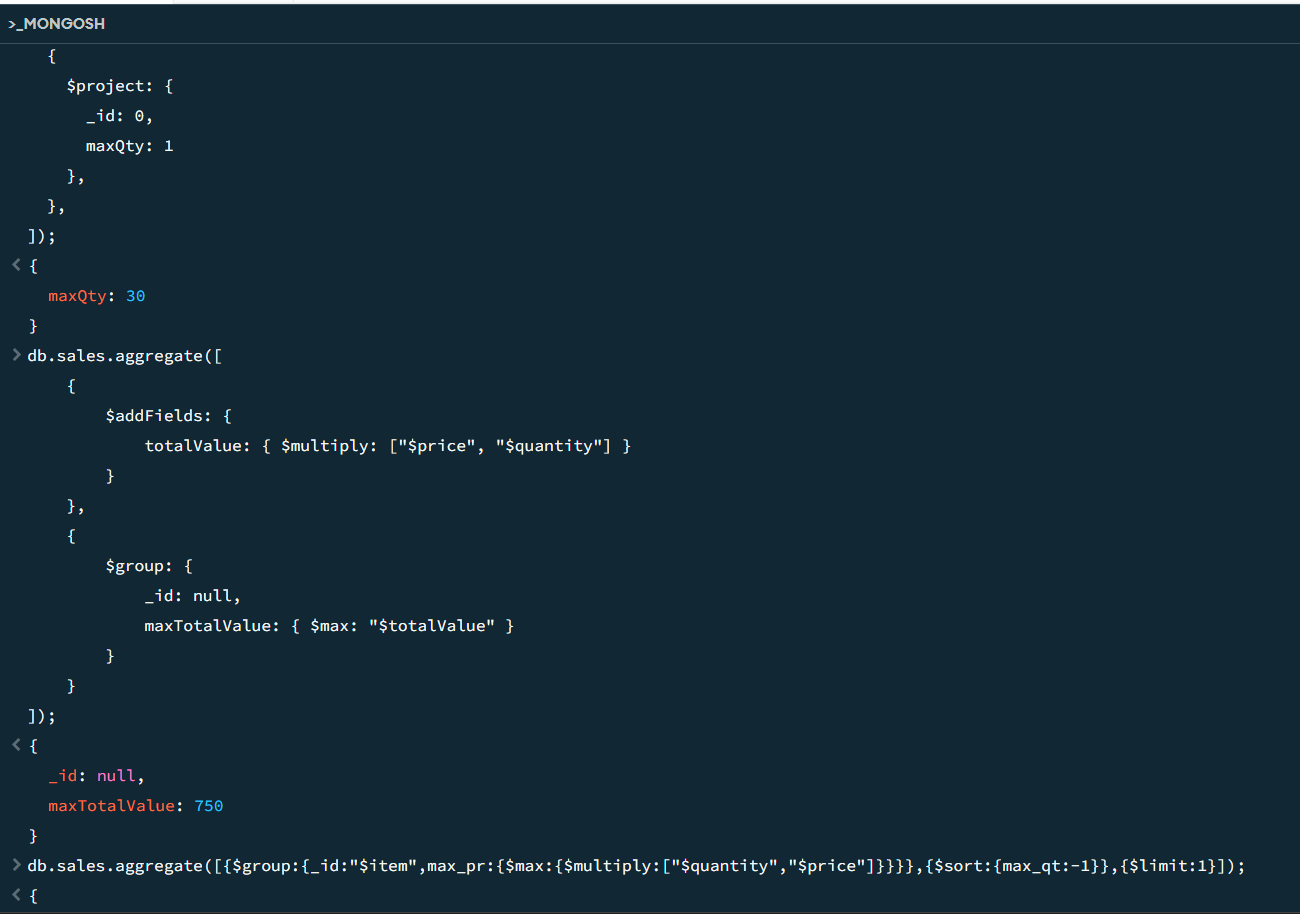 >_MONGOSH
{
$project: {
_id: 0,
maxQty: 1
},
},
]);
< {
maxQty: 30
}
> db.sales.aggregate([
{
$addFields: {
totalValue: { $multiply: ["$price", "$quantity"] }
}
},
{
$group: {
_id: null,
maxTotalValue: { $max: "$totalValue" }
}
}
]);
< {
_id: null,
maxTotalValue: 750
}
> db.sales.aggregate([{$group:{_id:"$item",max_pr:{$max:{$multiply:["$quantity","$price"]}}}},{$sort:{max_qt:-1}},{$limit:1}]);
< {